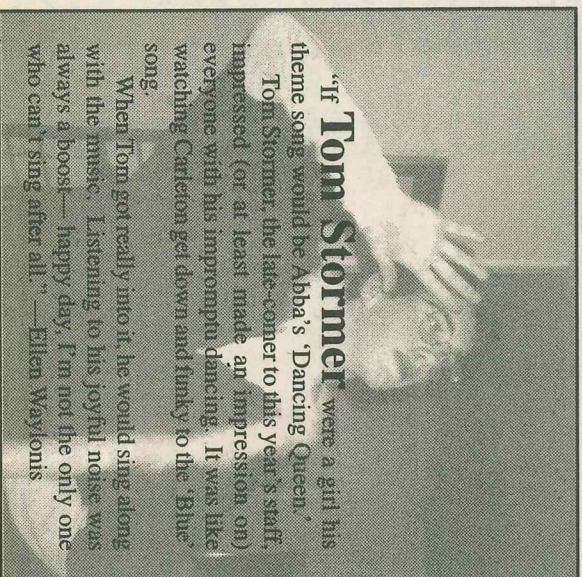 “If Tom Stormer were a girl his
theme song would be Abba's ‘Dancing Queen.’
Tom Stormer, the late-comer to this year's staff,
impressed (or at least made an impression on)
everyone with his impromptu dancing. It was like
watching Carleton get down and funky to the ‘Blue’
song.
When Tom got really into it, he would sing along
with the music. Listening to his joyful noise was
always a boost— happy day, I'm not the only one
who can't sing after all.” —Ellen Waylonis